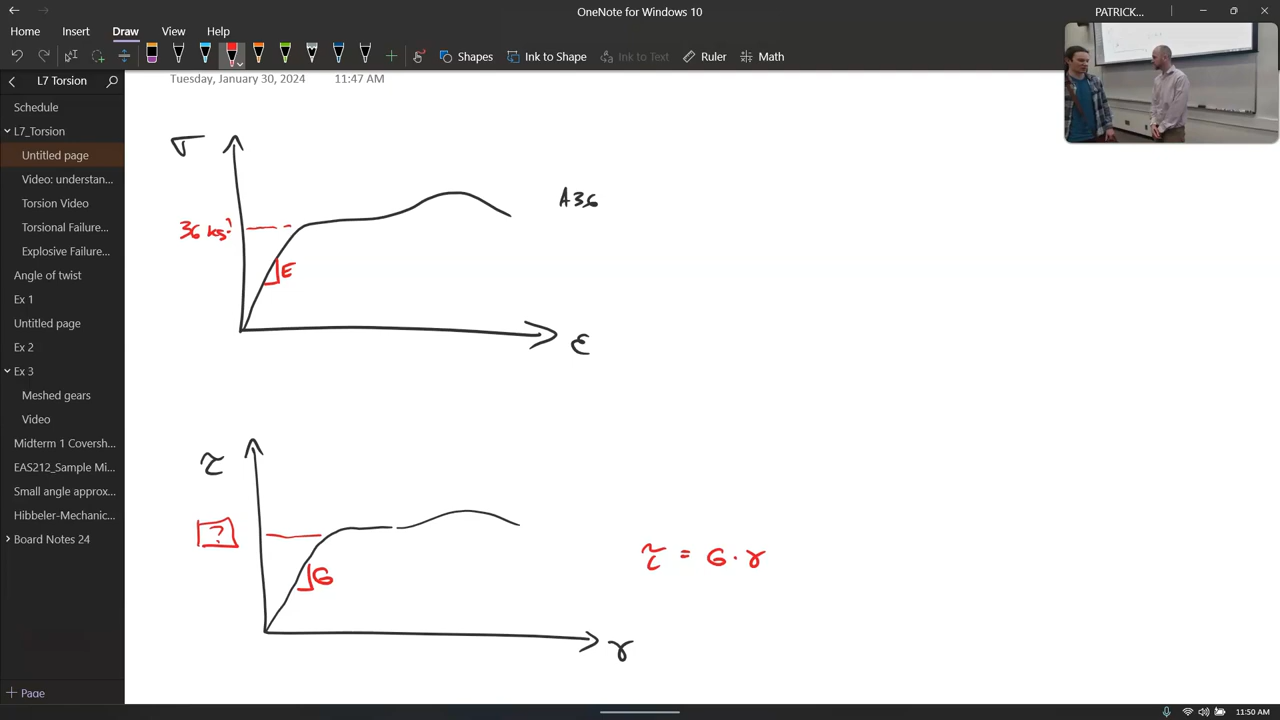 OneNote for Windows 10
PATRICK...
Home Insert Draw View Help
Shapes Ink to Shape Ink to Text Ruler Math
L7 Torsion
Schedule
L7_Torsion
Untitled page
Video: understan...
Torsion Video
Torsional Failure...
Explosive Failure...
Angle of twist
Ex 1
Untitled page
Ex 2
Ex 3
Meshed gears
Video
Midterm 1 Coversh...
EAS212_Sample Mi...
Small angle approx...
Hibbeler-Mechanic...
Board Notes 24
Page
Tuesday, January 30, 2024 11:47 AM
σ
A36
36 ksi
E
ε
τ
?
G
τ = G · γ
γ
11:50 AM